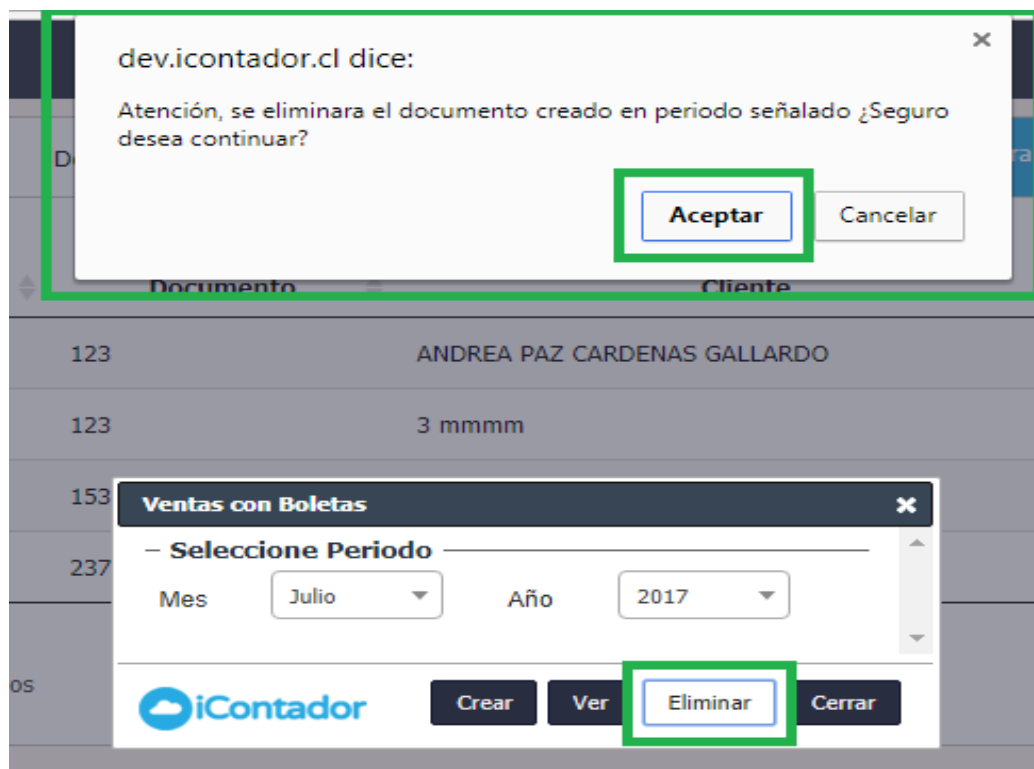 dev.icontador.cl dice:
Atención, se eliminara el documento creado en periodo señalado ¿Seguro
desea continuar?
Aceptar
Cancelar
Documento
Cliente
123
ANDREA PAZ CARDENAS GALLARDO
123
3 mmmm
153
Ventas con Boletas
Seleccione Periodo
237
Mes
Julio
Año
2017
os
iContador
Crear
Ver
Eliminar
Cerrar